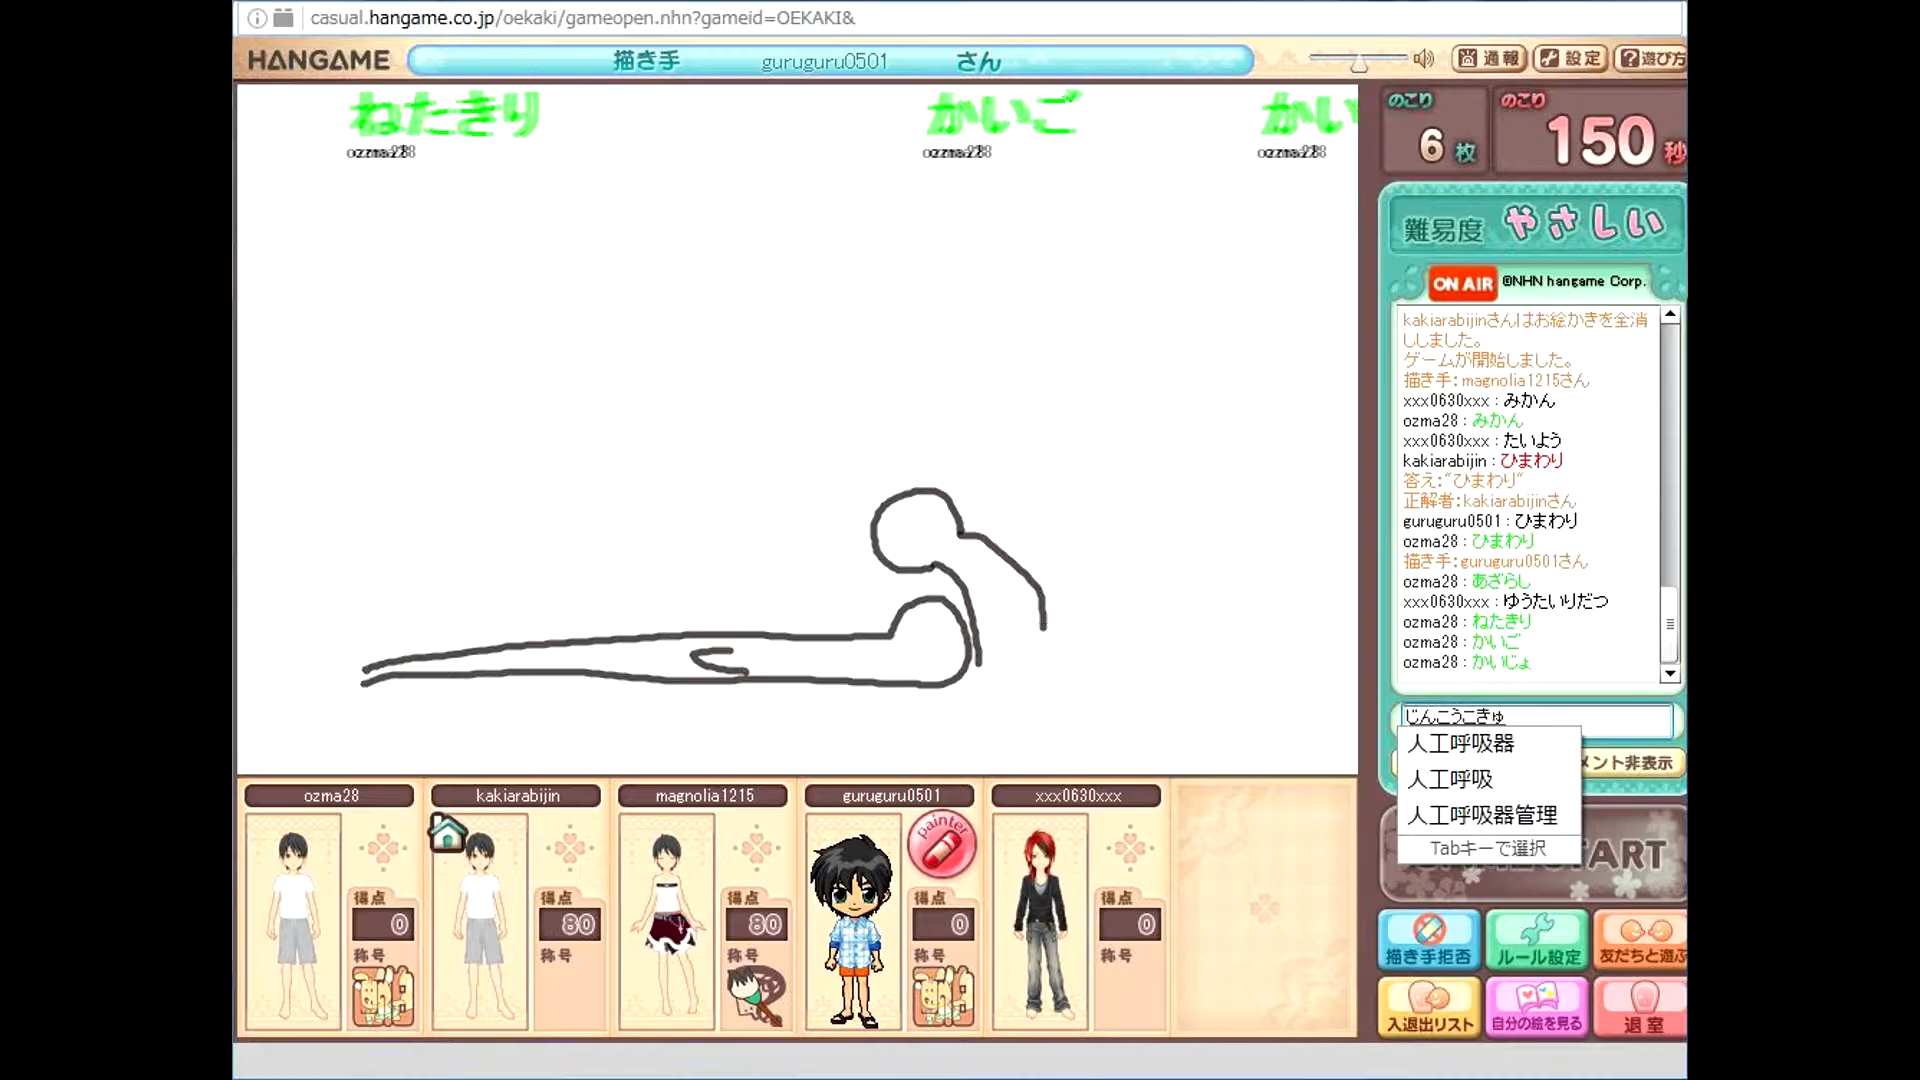 casual.hangame.co.jp/oekaki/gameopen.nhn?gameid=OEKAKI&
HANGAME
描き手 guruguru0501 さん
通報
設定
?遊び方
ねたきり
かいご
かい
ozma28
ozma28
ozma28
のこり
6枚
のこり
150秒
難易度 やさしい
ON AIR ©NHN hangame Corp.
kakiarabijinさんはお絵かきを全消
ししました。
ゲームが開始しました。
描き手:magnolia1215さん
xxx0630xxx : みかん
ozma28 : みかん
xxx0630xxx : たいよう
kakiarabijin : ひまわり
答え:"ひまわり"
正解者:kakiarabijinさん
guruguru0501 : ひまわり
ozma28 : ひまわり
描き手:guruguru0501さん
ozma28 : あざらし
xxx0630xxx : ゆうたいりだつ
ozma28 : ねたきり
ozma28 : かいご
ozma28 : かいじょ
じんこうこきゅ
人工呼吸器
人工呼吸
人工呼吸器管理
Tabキーで選択
メント非表示
ART
ozma28
得点
0
称号
kakiarabijin
得点
80
称号
magnolia1215
得点
80
称号
guruguru0501
painter
得点
0
称号
xxx0630xxx
得点
0
称号
描き手拒否
ルール設定
友だちと遊ぶ
入退出リスト
自分の絵を見る
退室